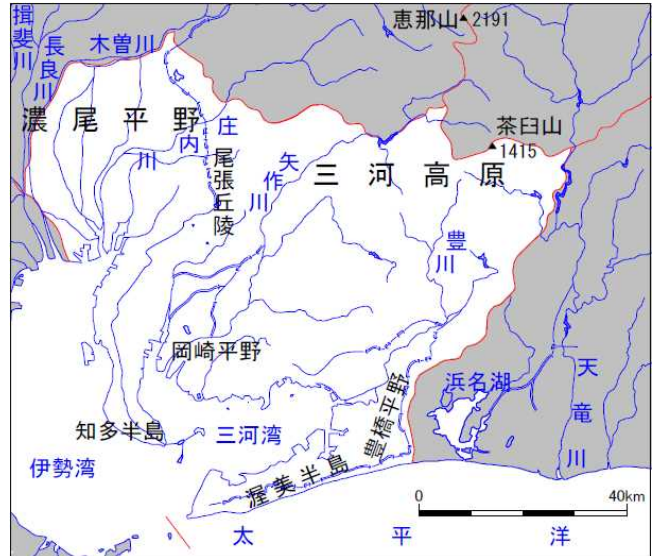 恵那山 2191
揖斐川
長良川
木曽川
濃尾平野
庄内川
尾張丘陵
茶臼山
1415
矢作川
三河高原
豊川
岡崎平野
浜名湖
天竜川
豊橋平野
知多半島
三河湾
伊勢湾
渥美半島
0 40km
太平洋